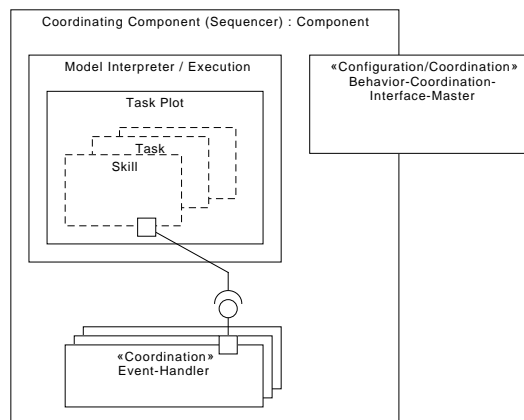 Coordinating Component (Sequencer) : Component
Model Interpreter / Execution
«Configuration/Coordination»
Behavior-Coordination-
Interface-Master
Task Plot
Task
Skill
«Coordination»
Event-Handler